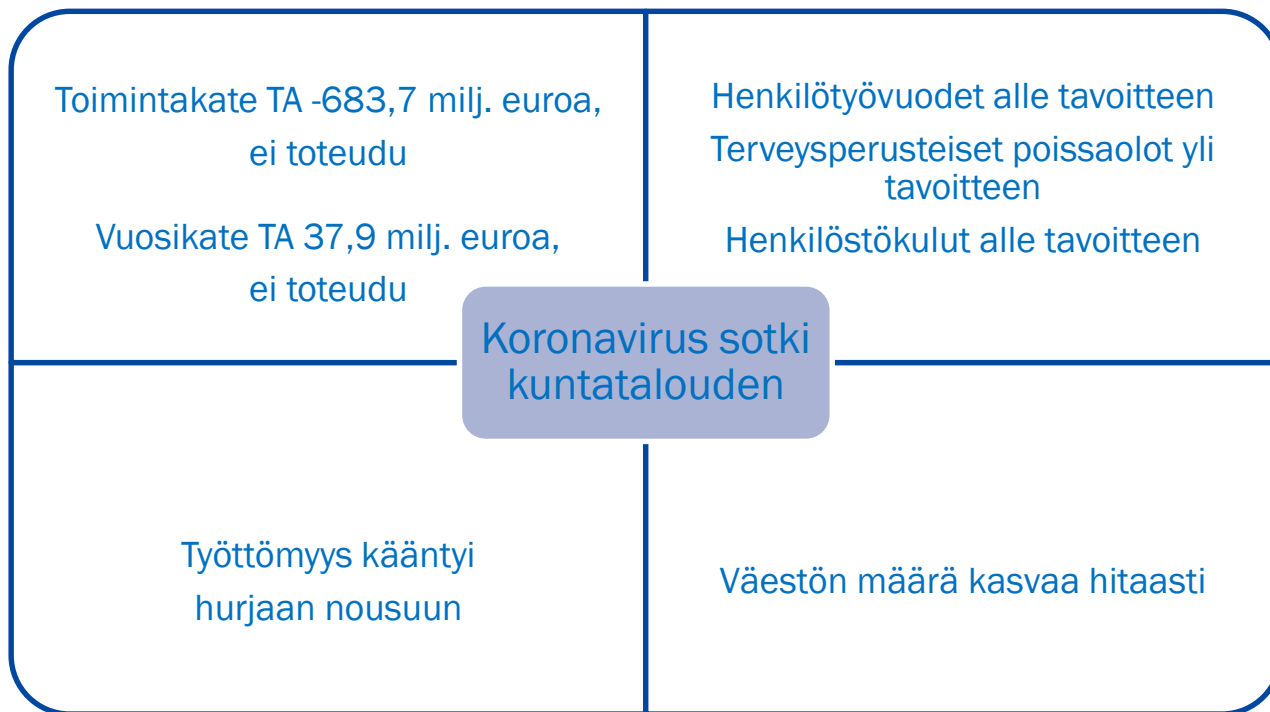 Toimintakate TA -683,7 milj. euroa,
ei toteudu
Vuosikate TA 37,9 milj. euroa,
ei toteudu
Henkilötyövuodet alle tavoitteen
Terveysperusteiset poissaolot yli
tavoitteen
Henkilöstökulut alle tavoitteen
Koronavirus sotki
kuntatalouden
Työttömyys kääntyi
hurjaan nousuun
Väestön määrä kasvaa hitaasti